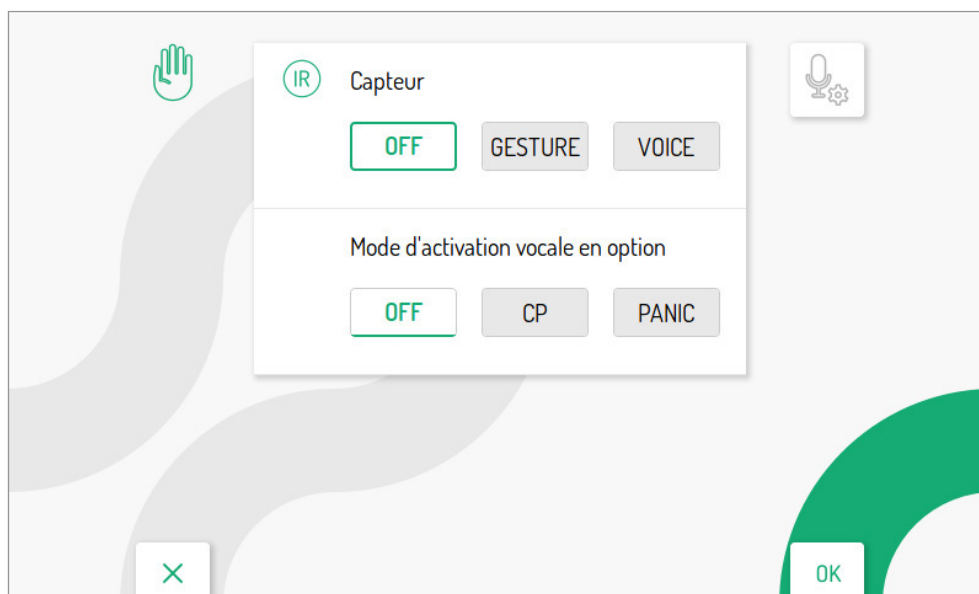 IR Capteur
OFF GESTURE VOICE
Mode d'activation vocale en option
OFF CP PANIC
OK